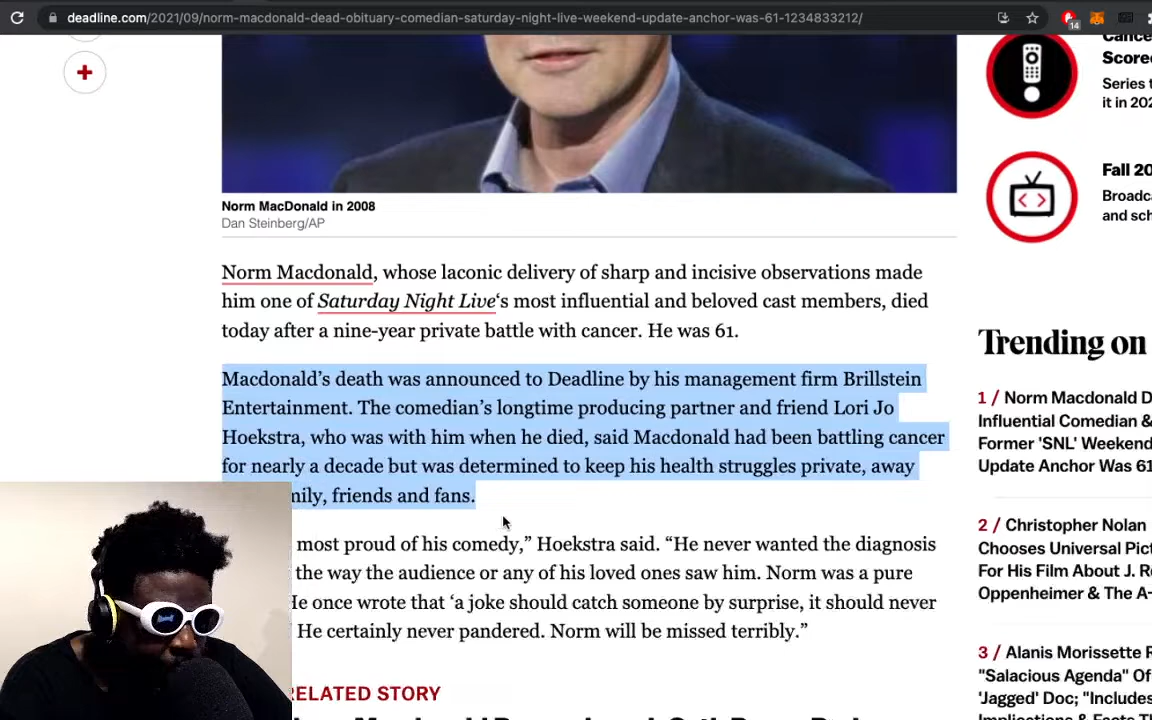 deadline.com/2021/09/norm-macdonald-dead-obituary-comedian-saturday-night-live-weekend-update-anchor-was-61-1234833212/
14
Norm MacDonald in 2008
Dan Steinberg/AP
Norm Macdonald, whose laconic delivery of sharp and incisive observations made
him one of Saturday Night Live‘s most influential and beloved cast members, died
today after a nine-year private battle with cancer. He was 61.
Macdonald’s death was announced to Deadline by his management firm Brillstein
Entertainment. The comedian’s longtime producing partner and friend Lori Jo
Hoekstra, who was with him when he died, said Macdonald had been battling cancer
for nearly a decade but was determined to keep his health struggles private, away
mily, friends and fans.
most proud of his comedy,” Hoekstra said. “He never wanted the diagnosis
the way the audience or any of his loved ones saw him. Norm was a pure
He once wrote that ‘a joke should catch someone by surprise, it should never
He certainly never pandered. Norm will be missed terribly.”
RELATED STORY
Cance
Score
Series t
it in 202
Fall 20
Broadca
and sch
Trending on
1 / Norm Macdonald D
Influential Comedian &
Former 'SNL' Weekend
Update Anchor Was 61
2 / Christopher Nolan
Chooses Universal Pict
For His Film About J. Ro
Oppenheimer & The A-
3 / Alanis Morissette R
"Salacious Agenda" Of
'Jagged' Doc; "Includes